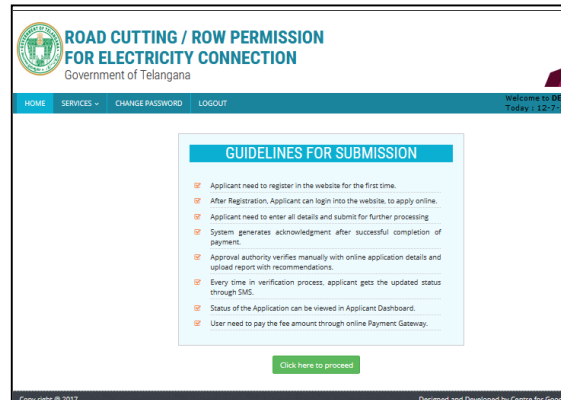 ROAD CUTTING / ROW PERMISSION
FOR ELECTRICITY CONNECTION
Government of Telangana
HOME SERVICES CHANGE PASSWORD LOGOUT
Welcome to DE
Today : 12-7-
GUIDELINES FOR SUBMISSION
Applicant need to register in the website for the first time.
After Registration, Applicant can login into the website, to apply online.
Applicant need to enter all details and submit for further processing
System generates acknowledgment after successful completion of
payment.
Approval authority verifies manually with online application details and
upload report with recommendations.
Every time in verification process, applicant gets the updated status
through SMS.
Status of the Application can be viewed in Applicant Dashboard.
User need to pay the fee amount through online Payment Gateway.
Click here to proceed
Copy right @ 2017
Designed and Developed by Centre for Good